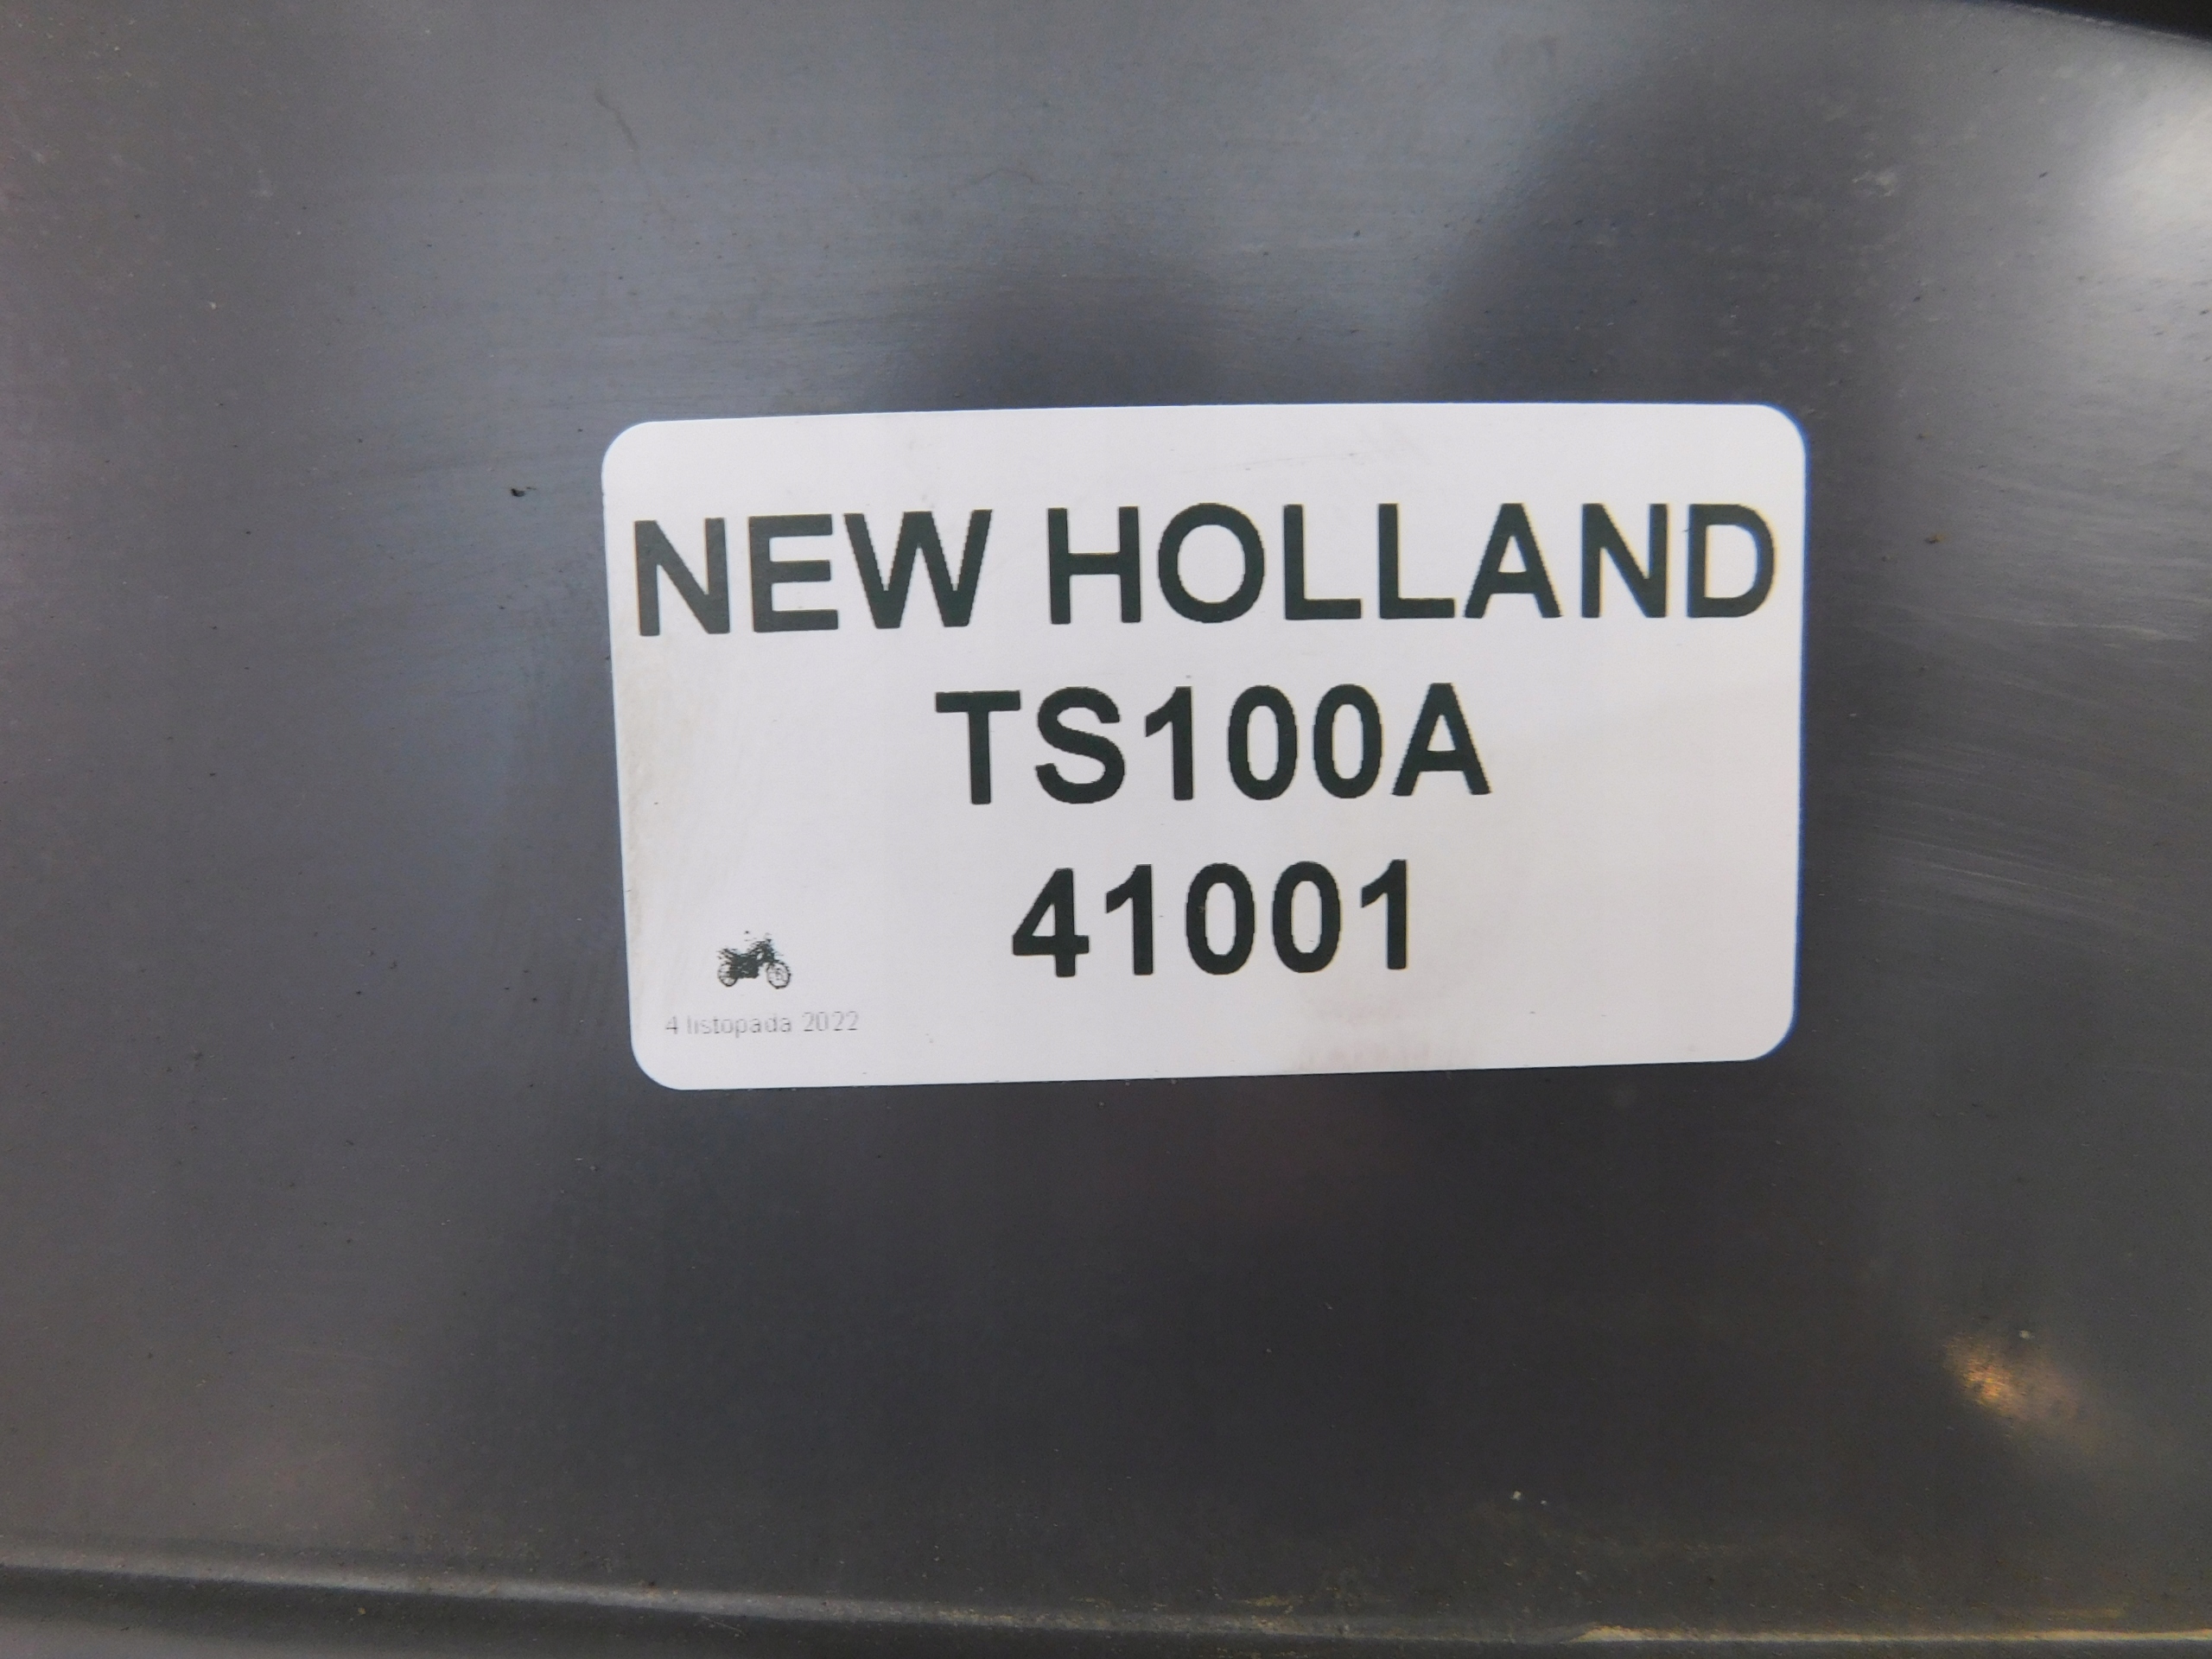 NEW HOLLAND
TS100A
41001
4 listopada 2022